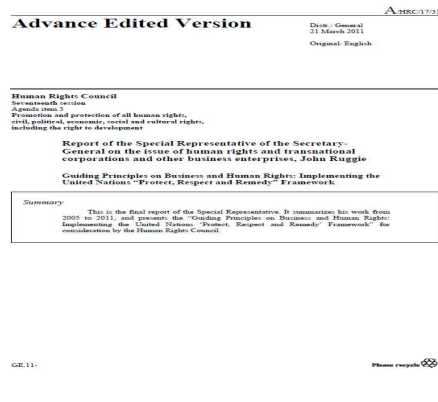 A/HRC/17/31
Advance Edited Version
Distr.: General
21 March 2011
Original: English
Human Rights Council
Seventeenth session
Agenda item 3
Promotion and protection of all human rights,
civil, political, economic, social and cultural rights,
including the right to development
Report of the Special Representative of the Secretary-
General on the issue of human rights and transnational
corporations and other business enterprises, John Ruggie
Guiding Principles on Business and Human Rights: Implementing the
United Nations “Protect, Respect and Remedy” Framework
Summary
This is the final report of the Special Representative. It summarizes his work from
2005 to 2011, and presents the “Guiding Principles on Business and Human Rights:
Implementing the United Nations ‘Protect, Respect and Remedy’ Framework” for
consideration by the Human Rights Council.
GE.11-
Please recycle